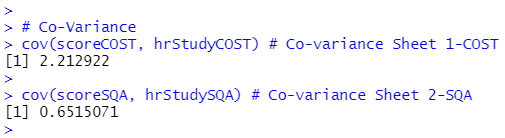 >
> # Co-Variance
> cov(scoreCOST, hrStudyCOST) # Co-variance Sheet 1-COST
[1] 2.212922
>
> cov(scoreSQA, hrStudySQA) # Co-variance Sheet 2-SQA
[1] 0.6515071
>